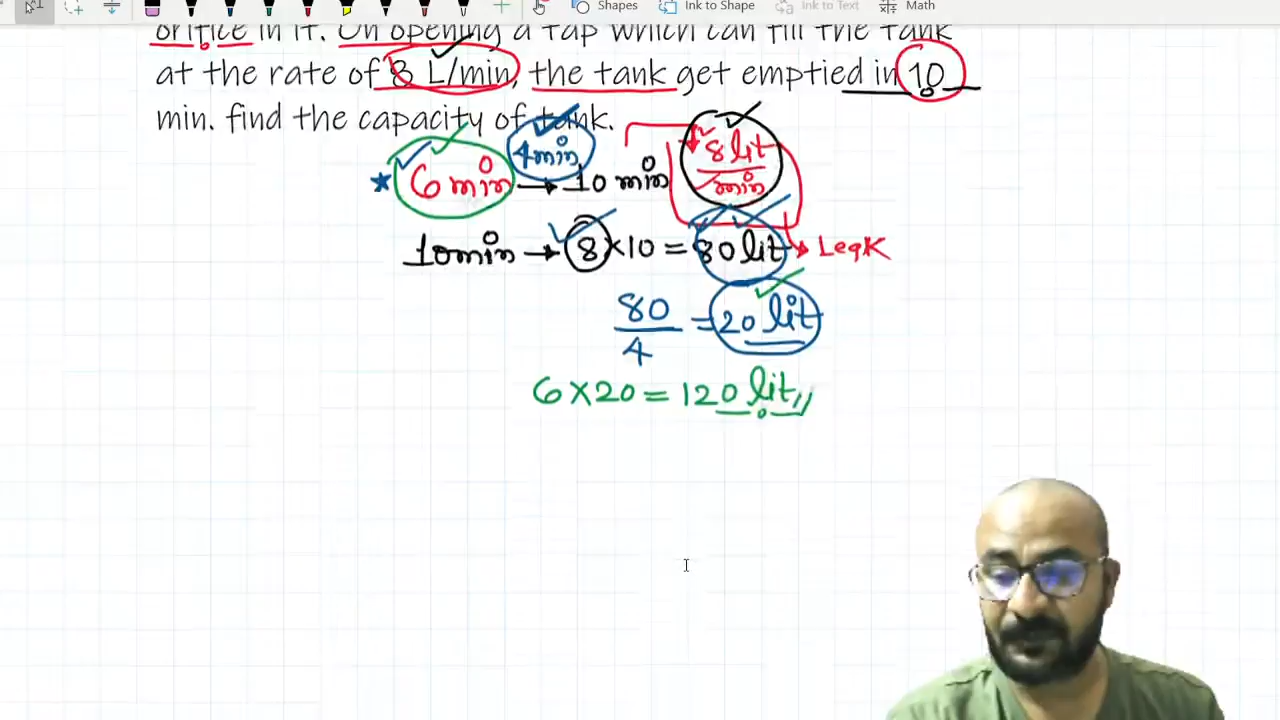 Shapes Ink to Shape Ink to Text Math
orifice in it. On opening a tap which can fill the tank
at the rate of 8 L/min, the tank get emptied in 10
min. find the capacity of tank.
6 min 4min → 10 min 8 lit/min
10min → 8 × 10 = 80 lit → Leak
80/4 = 20 lit
6 × 20 = 120 lit